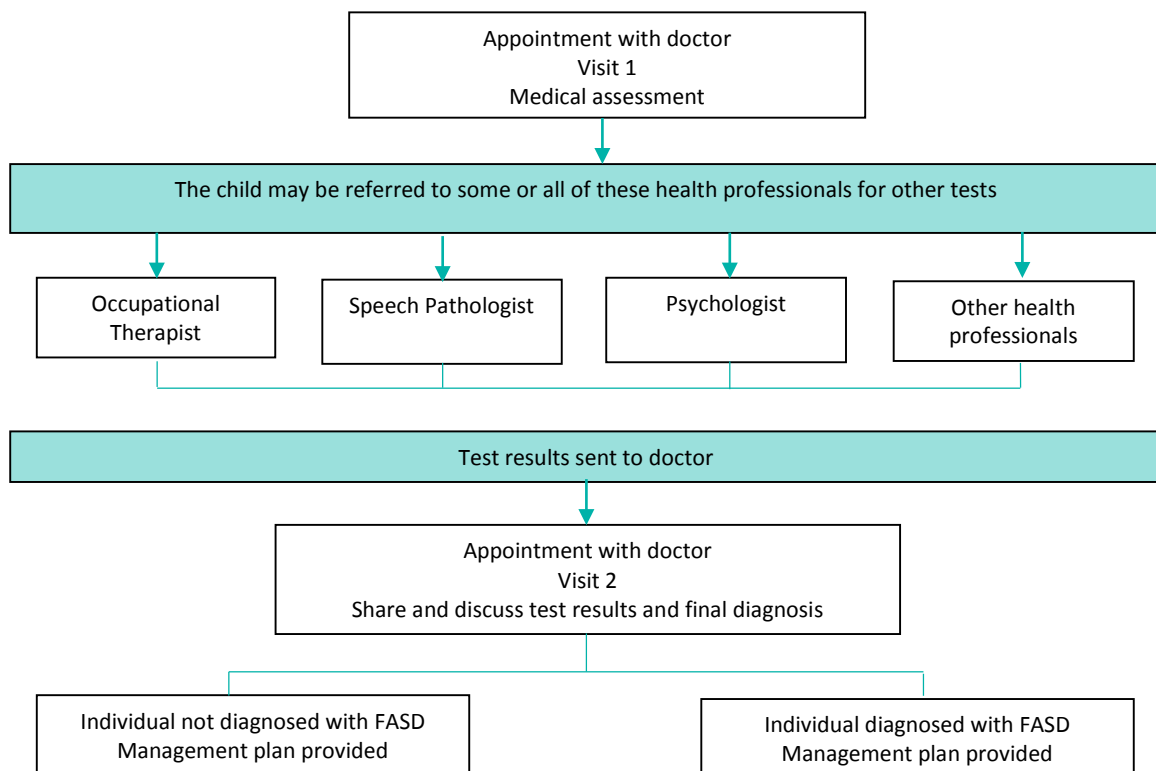 Appointment with doctor
Visit 1
Medical assessment
The child may be referred to some or all of these health professionals for other tests
Occupational
Therapist
Speech Pathologist
Psychologist
Other health
professionals
Test results sent to doctor
Appointment with doctor
Visit 2
Share and discuss test results and final diagnosis
Individual not diagnosed with FASD
Management plan provided
Individual diagnosed with FASD
Management plan provided